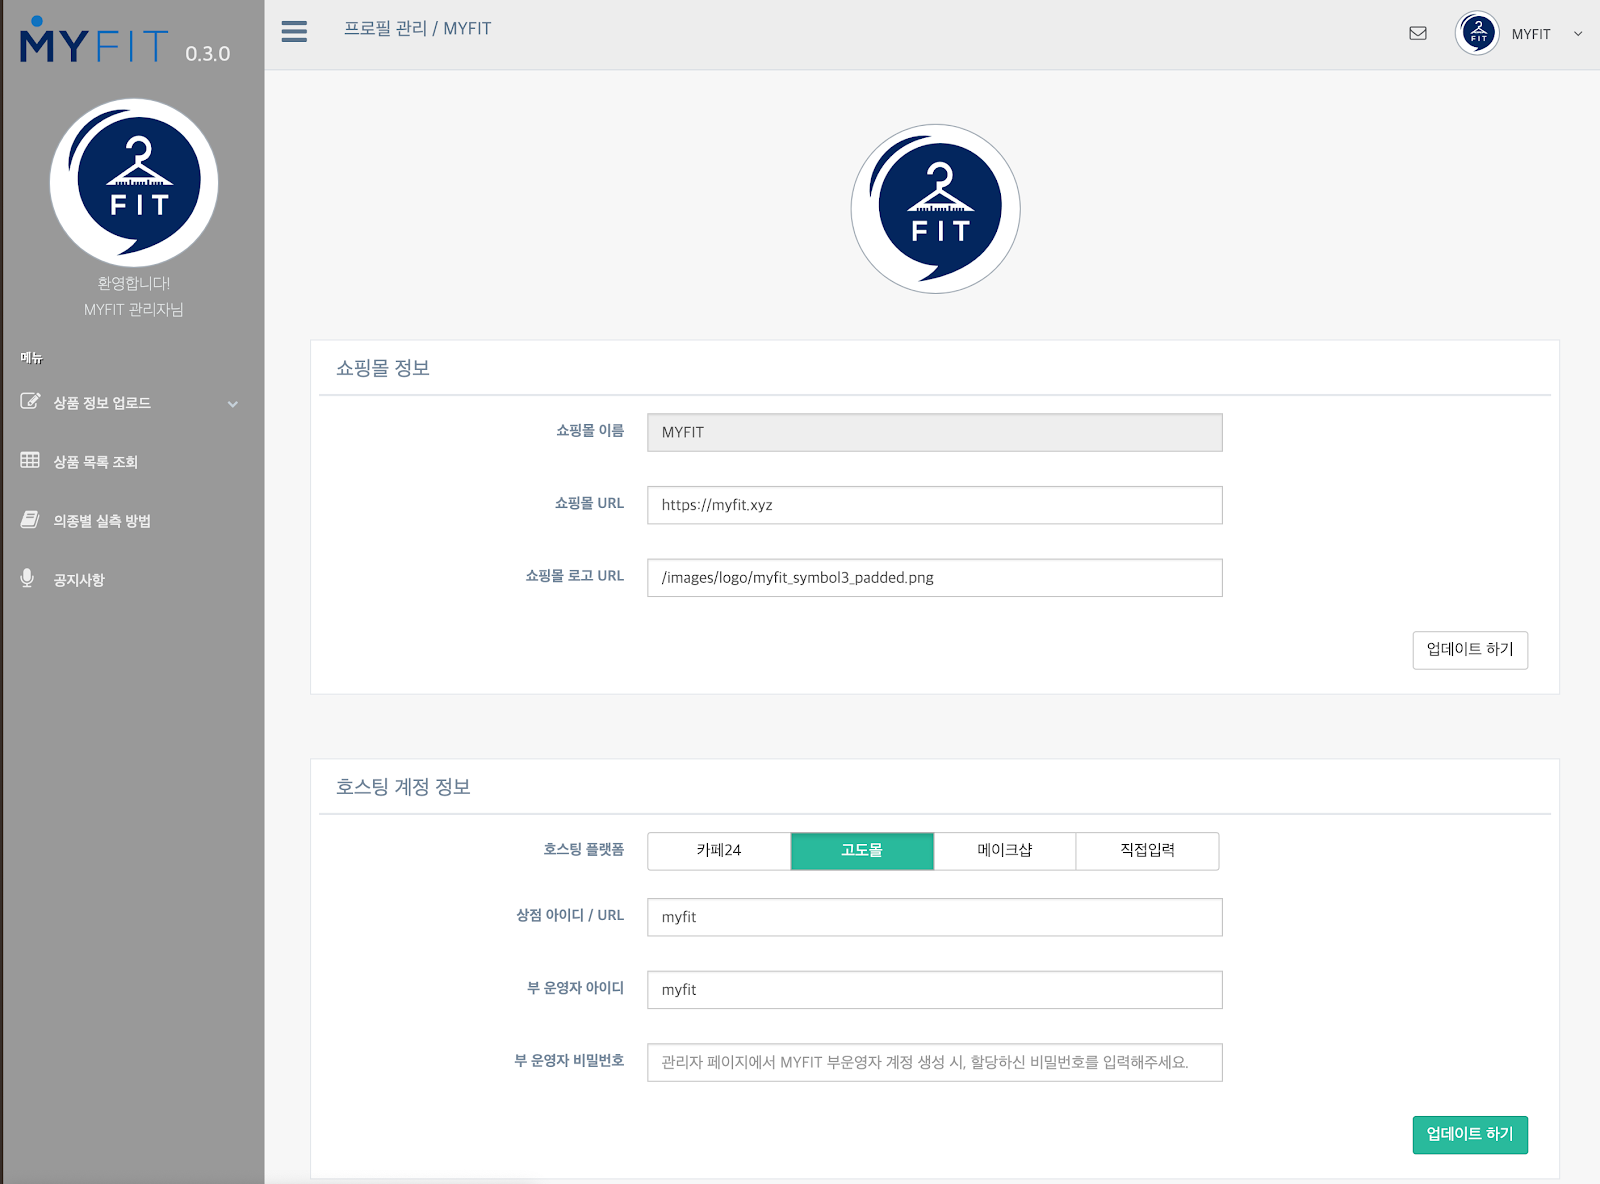 MYFIT 0.3.0
프로필 관리 / MYFIT
FIT
MYFIT
FIT
환영합니다!
MYFIT 관리자님
메뉴
상품 정보 업로드
상품 목록 조회
의종별 실측 방법
공지사항
FIT
쇼핑몰 정보
쇼핑몰 이름
MYFIT
쇼핑몰 URL
https://myfit.xyz
쇼핑몰 로고 URL
/images/logo/myfit_symbol3_padded.png
업데이트 하기
호스팅 계정 정보
호스팅 플랫폼
카페24
고도몰
메이크샵
직접입력
상점 아이디 / URL
myfit
부 운영자 아이디
myfit
부 운영자 비밀번호
관리자 페이지에서 MYFIT 부운영자 계정 생성 시, 할당하신 비밀번호를 입력해주세요.
업데이트 하기